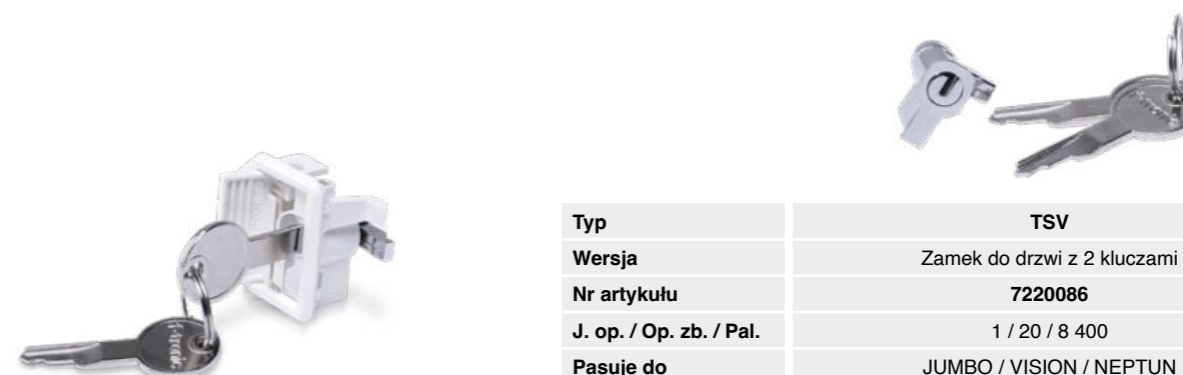 f-tronic
Typ TSV
Wersja Zamek do drzwi z 2 kluczami
Nr artykułu 7220086
J. op. / Op. zb. / Pal. 1 / 20 / 8 400
Pasuje do JUMBO / VISION / NEPTUN